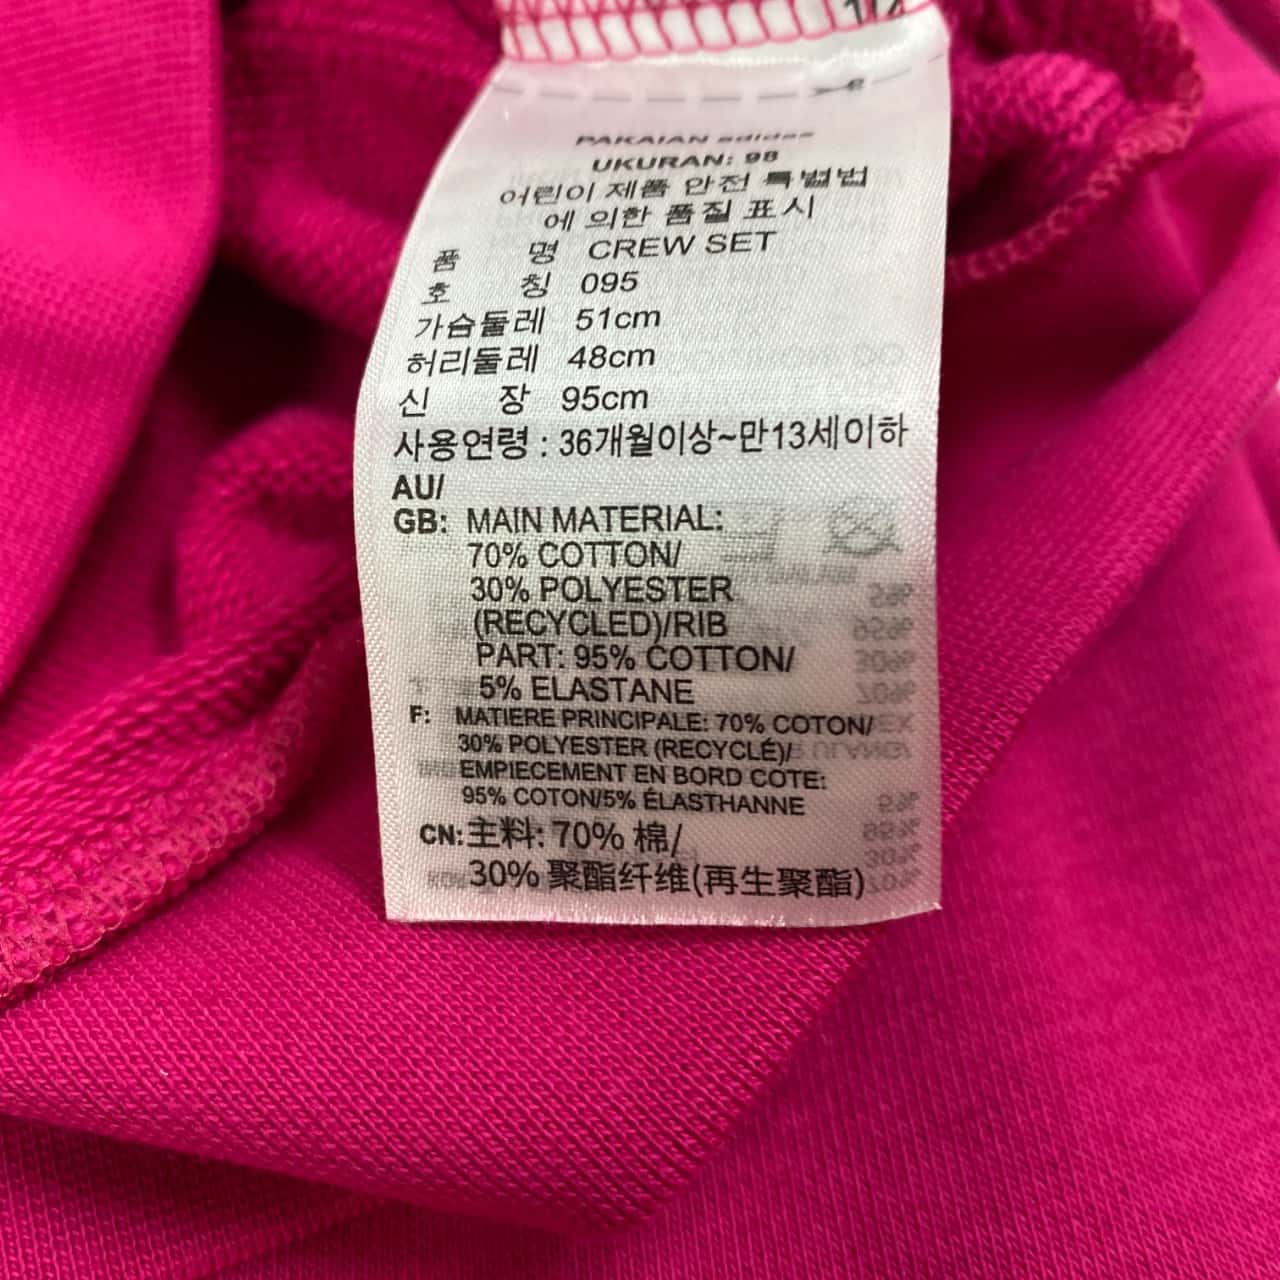 PAKAIAN adidas
UKURAN: 98
어린이 제품 안전 특별법
에 의한 품질 표시
품 명 CREW SET
호 칭 095
가슴둘레 51cm
허리둘레 48cm
신 장 95cm
사용연령 : 36개월이상~만13세이하
AU/
GB: MAIN MATERIAL:
70% COTTON/
30% POLYESTER
(RECYCLED)/RIB
PART: 95% COTTON/
5% ELASTANE
F: MATIERE PRINCIPALE: 70% COTON/
30% POLYESTER (RECYCLÉ)/
EMPIECEMENT EN BORD COTE:
95% COTON/5% ÉLASTHANNE
CN: 主料: 70% 棉/
30% 聚酯纤维(再生聚酯)